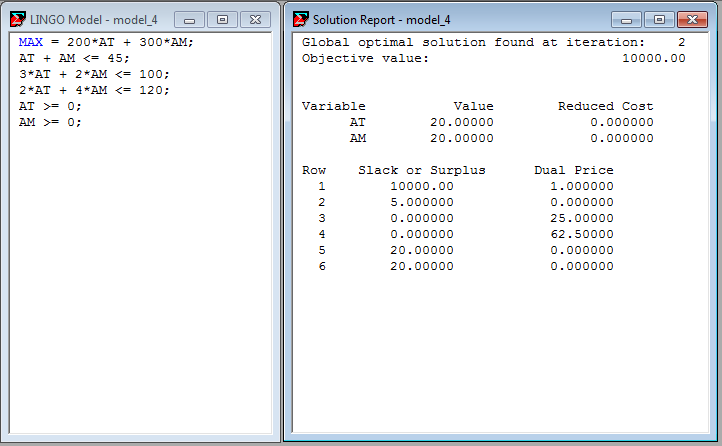 LINGO Model - model_4
MAX = 200*AT + 300*AM;
AT + AM <= 45;
3*AT + 2*AM <= 100;
2*AT + 4*AM <= 120;
AT >= 0;
AM >= 0;
Solution Report - model_4
Global optimal solution found at iteration: 2
Objective value: 10000.00
Variable Value Reduced Cost
AT 20.00000 0.000000
AM 20.00000 0.000000
Row Slack or Surplus Dual Price
1 10000.00 1.000000
2 5.000000 0.000000
3 0.000000 25.00000
4 0.000000 62.50000
5 20.00000 0.000000
6 20.00000 0.000000